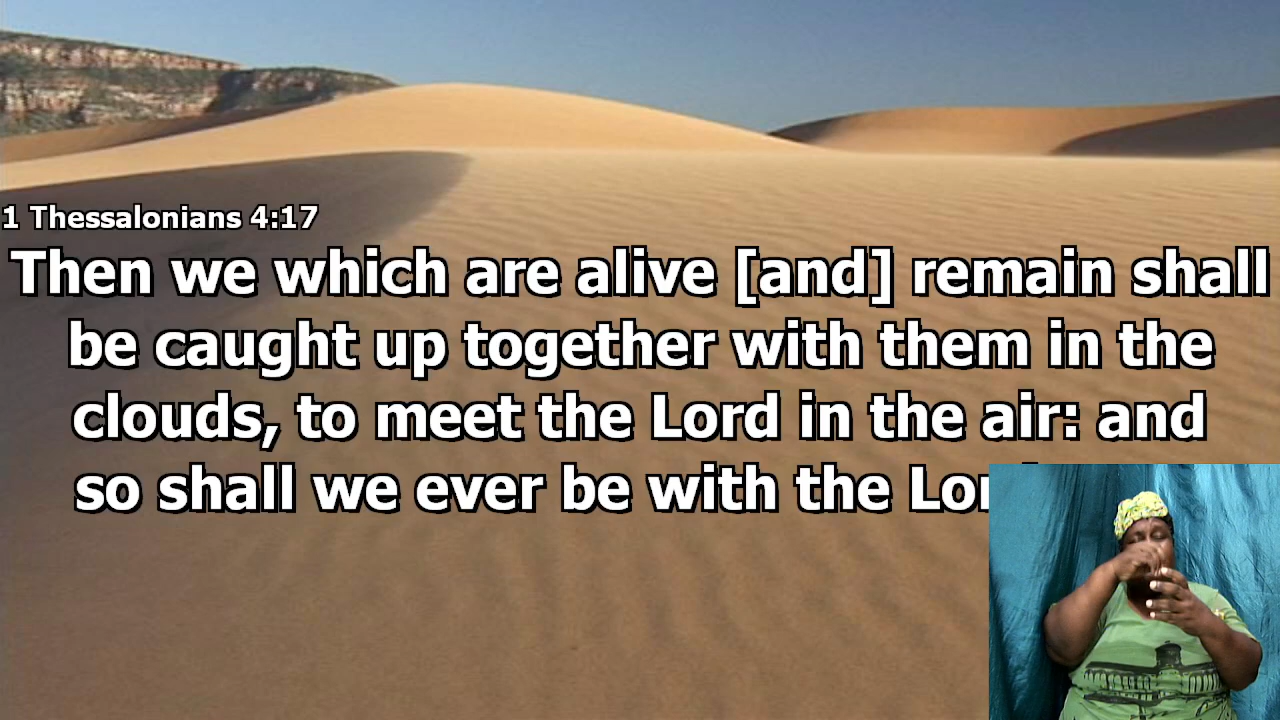 1 Thessalonians 4:17
Then we which are alive [and] remain shall
be caught up together with them in the
clouds, to meet the Lord in the air: and
so shall we ever be with the